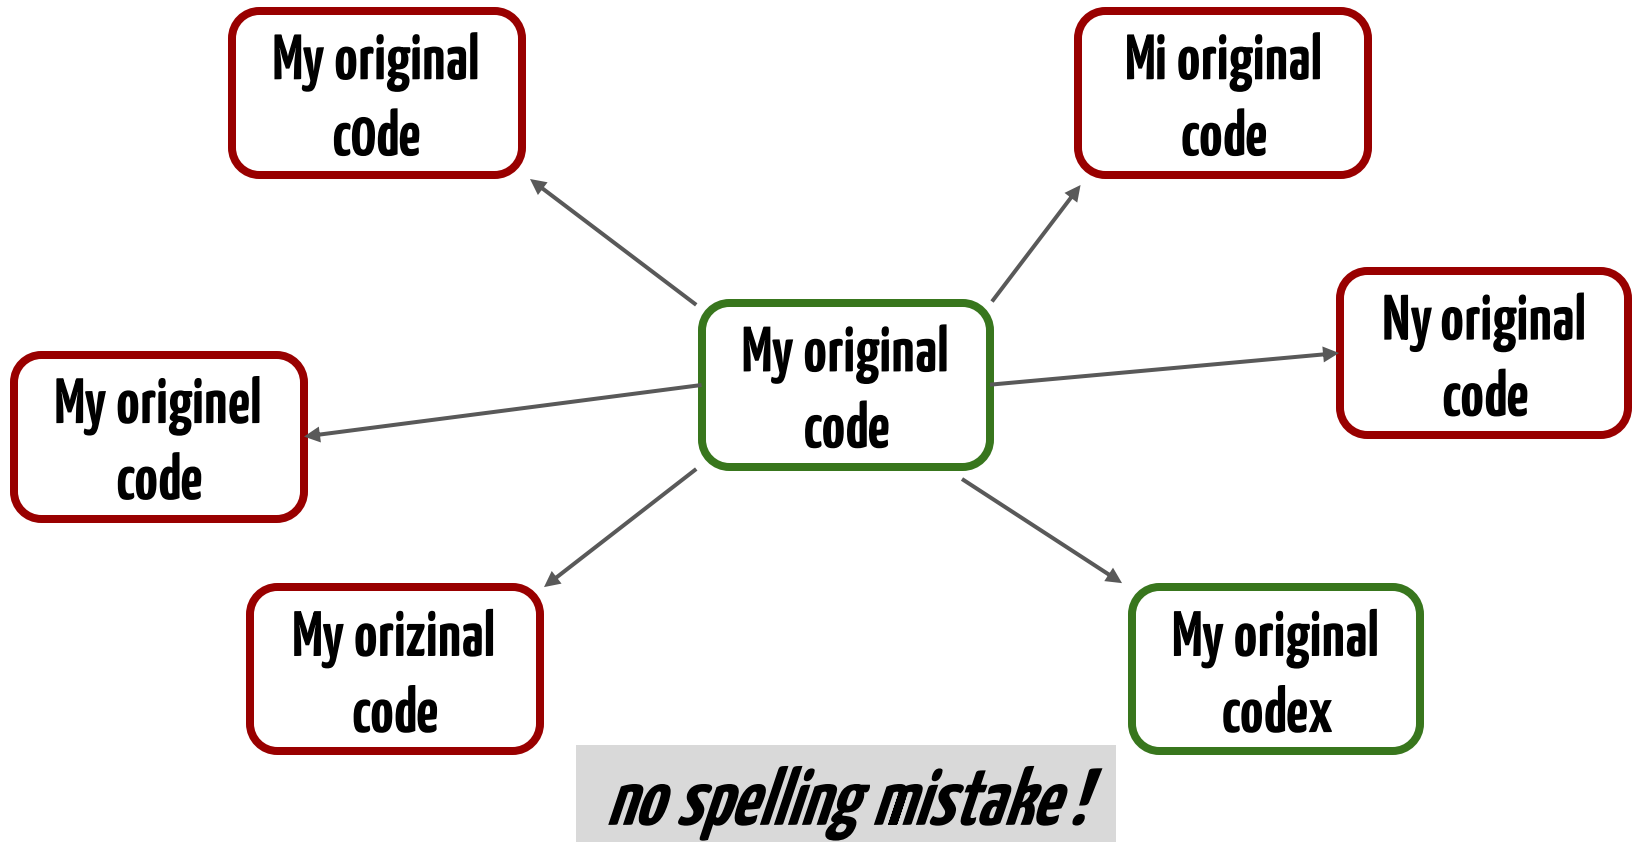 My original
c0de
Mi original
code
Ny original
code
My original
code
My originel
code
My orizinal
code
My original
codex
no spelling mistake!